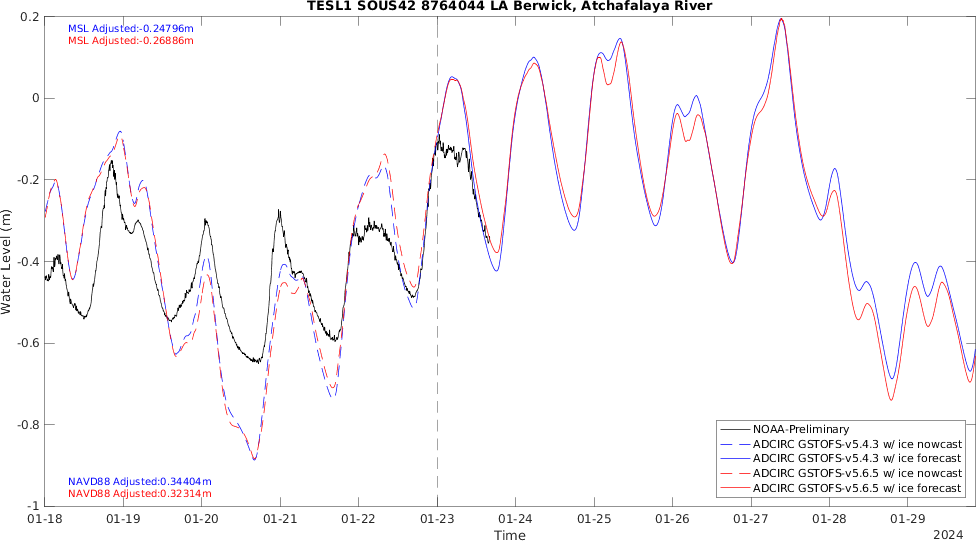 TESL1 SOUS42 8764044 LA Berwick, Atchafalaya River
MSL Adjusted:-0.24796m
MSL Adjusted:-0.26886m
0.2
0
-0.2
-0.4
-0.6
-0.8
-1
Water Level (m)
NAVD88 Adjusted:0.34404m
NAVD88 Adjusted:0.32314m
NOAA-Preliminary
ADCIRC GSTOFS-v5.4.3 w/ ice nowcast
ADCIRC GSTOFS-v5.4.3 w/ ice forecast
ADCIRC GSTOFS-v5.6.5 w/ ice nowcast
ADCIRC GSTOFS-v5.6.5 w/ ice forecast
01-18 01-19 01-20 01-21 01-22 01-23 01-24 01-25 01-26 01-27 01-28 01-29
Time
2024